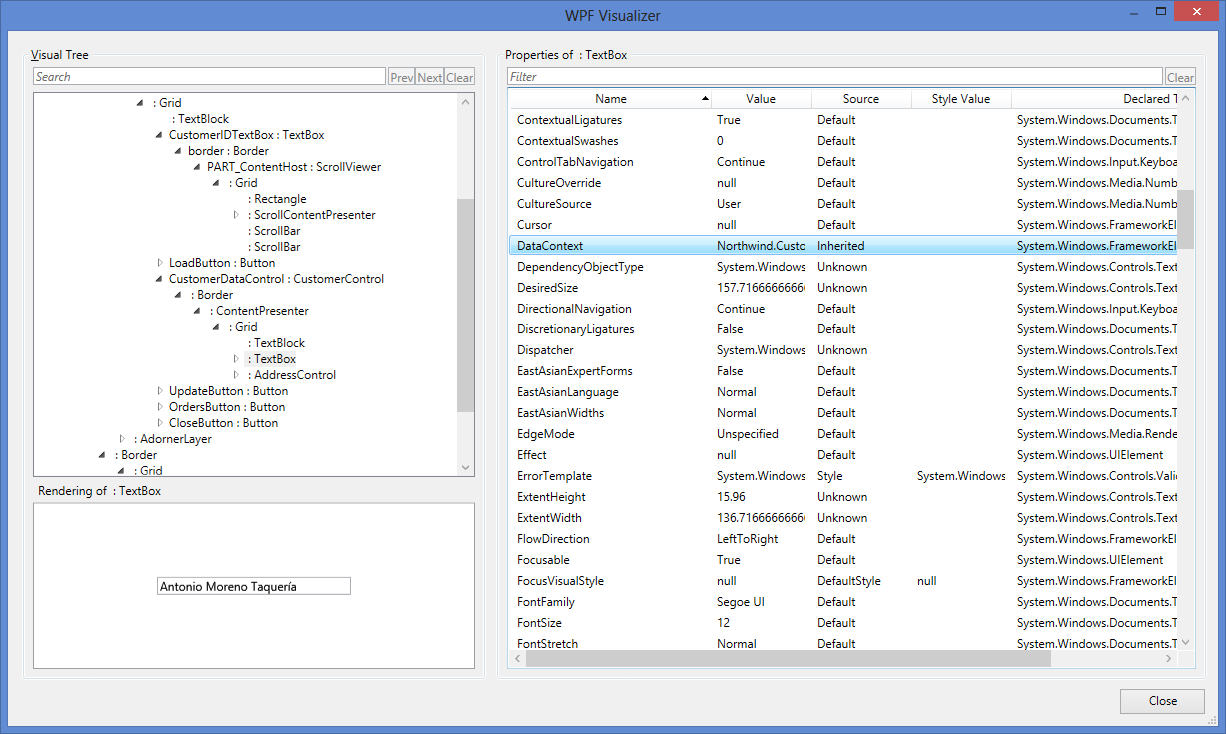 WPF Visualizer
Visual Tree
Search
Prev Next Clear
: Grid
: TextBlock
CustomerIDTextBox : TextBox
border : Border
PART_ContentHost : ScrollViewer
: Grid
: Rectangle
: ScrollContentPresenter
: ScrollBar
: ScrollBar
LoadButton : Button
CustomerDataControl : CustomerControl
: Border
: ContentPresenter
: Grid
: TextBlock
: TextBox
: AddressControl
UpdateButton : Button
OrdersButton : Button
CloseButton : Button
: AdornerLayer
: Border
: Grid
Rendering of : TextBox
Antonio Moreno Taquería
Properties of : TextBox
Filter Clear
Name Value Source Style Value Declared T
ContextualLigatures True Default System.Windows.Documents.T
ContextualSwashes 0 Default System.Windows.Documents.T
ControlTabNavigation Continue Default System.Windows.Input.Keyboa
CultureOverride null Default System.Windows.Media.Numb
CultureSource User Default System.Windows.Media.Numb
Cursor null Default System.Windows.FrameworkEl
DataContext Northwind.Custo Inherited System.Windows.FrameworkEl
DependencyObjectType System.Windows Unknown System.Windows.Controls.Text
DesiredSize 157.7166666666 Unknown System.Windows.Controls.Text
DirectionalNavigation Continue Default System.Windows.Input.Keyboa
DiscretionaryLigatures False Default System.Windows.Documents.T
Dispatcher System.Windows Unknown System.Windows.Controls.Text
EastAsianExpertForms False Default System.Windows.Documents.T
EastAsianLanguage Normal Default System.Windows.Documents.T
EastAsianWidths Normal Default System.Windows.Documents.T
EdgeMode Unspecified Default System.Windows.Media.Rende
Effect null Default System.Windows.UIElement
ErrorTemplate System.Windows Style System.Windows System.Windows.Controls.Valid
ExtentHeight 15.96 Unknown System.Windows.Controls.Text
ExtentWidth 136.7166666666 Unknown System.Windows.Controls.Text
FlowDirection LeftToRight Default System.Windows.FrameworkEl
Focusable True Default System.Windows.UIElement
FocusVisualStyle null DefaultStyle null System.Windows.FrameworkEl
FontFamily Segoe UI Default System.Windows.Documents.T
FontSize 12 Default System.Windows.Documents.T
FontStretch Normal Default System.Windows.Documents.T
Close